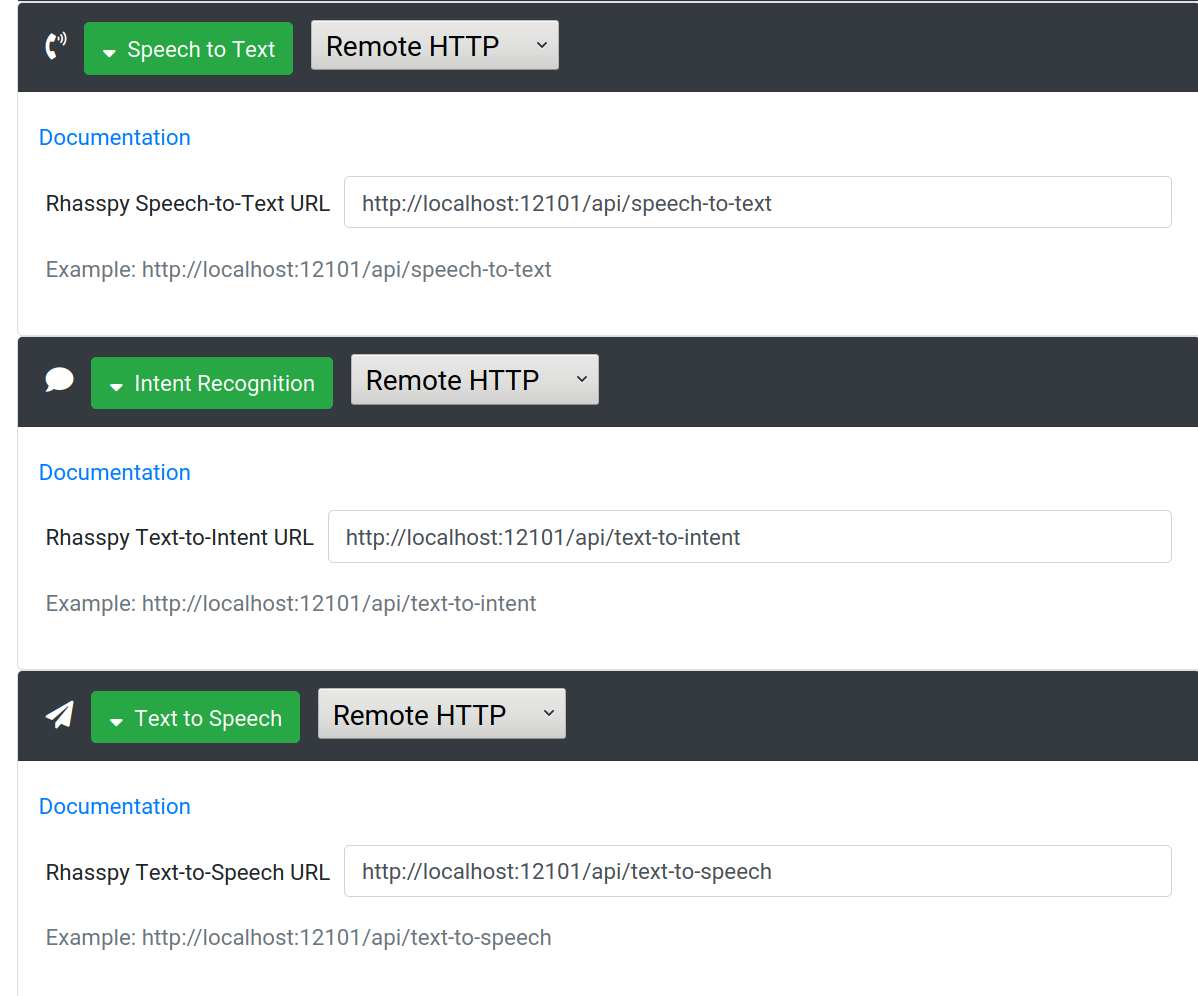 Speech to Text Remote HTTP
Documentation
Rhasspy Speech-to-Text URL http://localhost:12101/api/speech-to-text
Example: http://localhost:12101/api/speech-to-text
Intent Recognition Remote HTTP
Documentation
Rhasspy Text-to-Intent URL http://localhost:12101/api/text-to-intent
Example: http://localhost:12101/api/text-to-intent
Text to Speech Remote HTTP
Documentation
Rhasspy Text-to-Speech URL http://localhost:12101/api/text-to-speech
Example: http://localhost:12101/api/text-to-speech